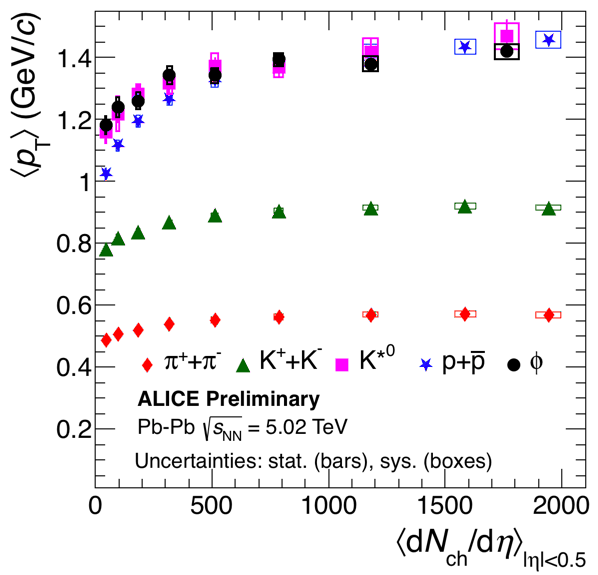 ⟨p_T⟩ (GeV/c)
1.4
1.2
1
0.8
0.6
0.4
0.2
π⁺+π⁻ K⁺+K⁻ K*⁰ p+p̅ ϕ
ALICE Preliminary
Pb-Pb √s_NN = 5.02 TeV
Uncertainties: stat. (bars), sys. (boxes)
0 500 1000 1500 2000
⟨dN_ch/dη⟩_|η|<0.5